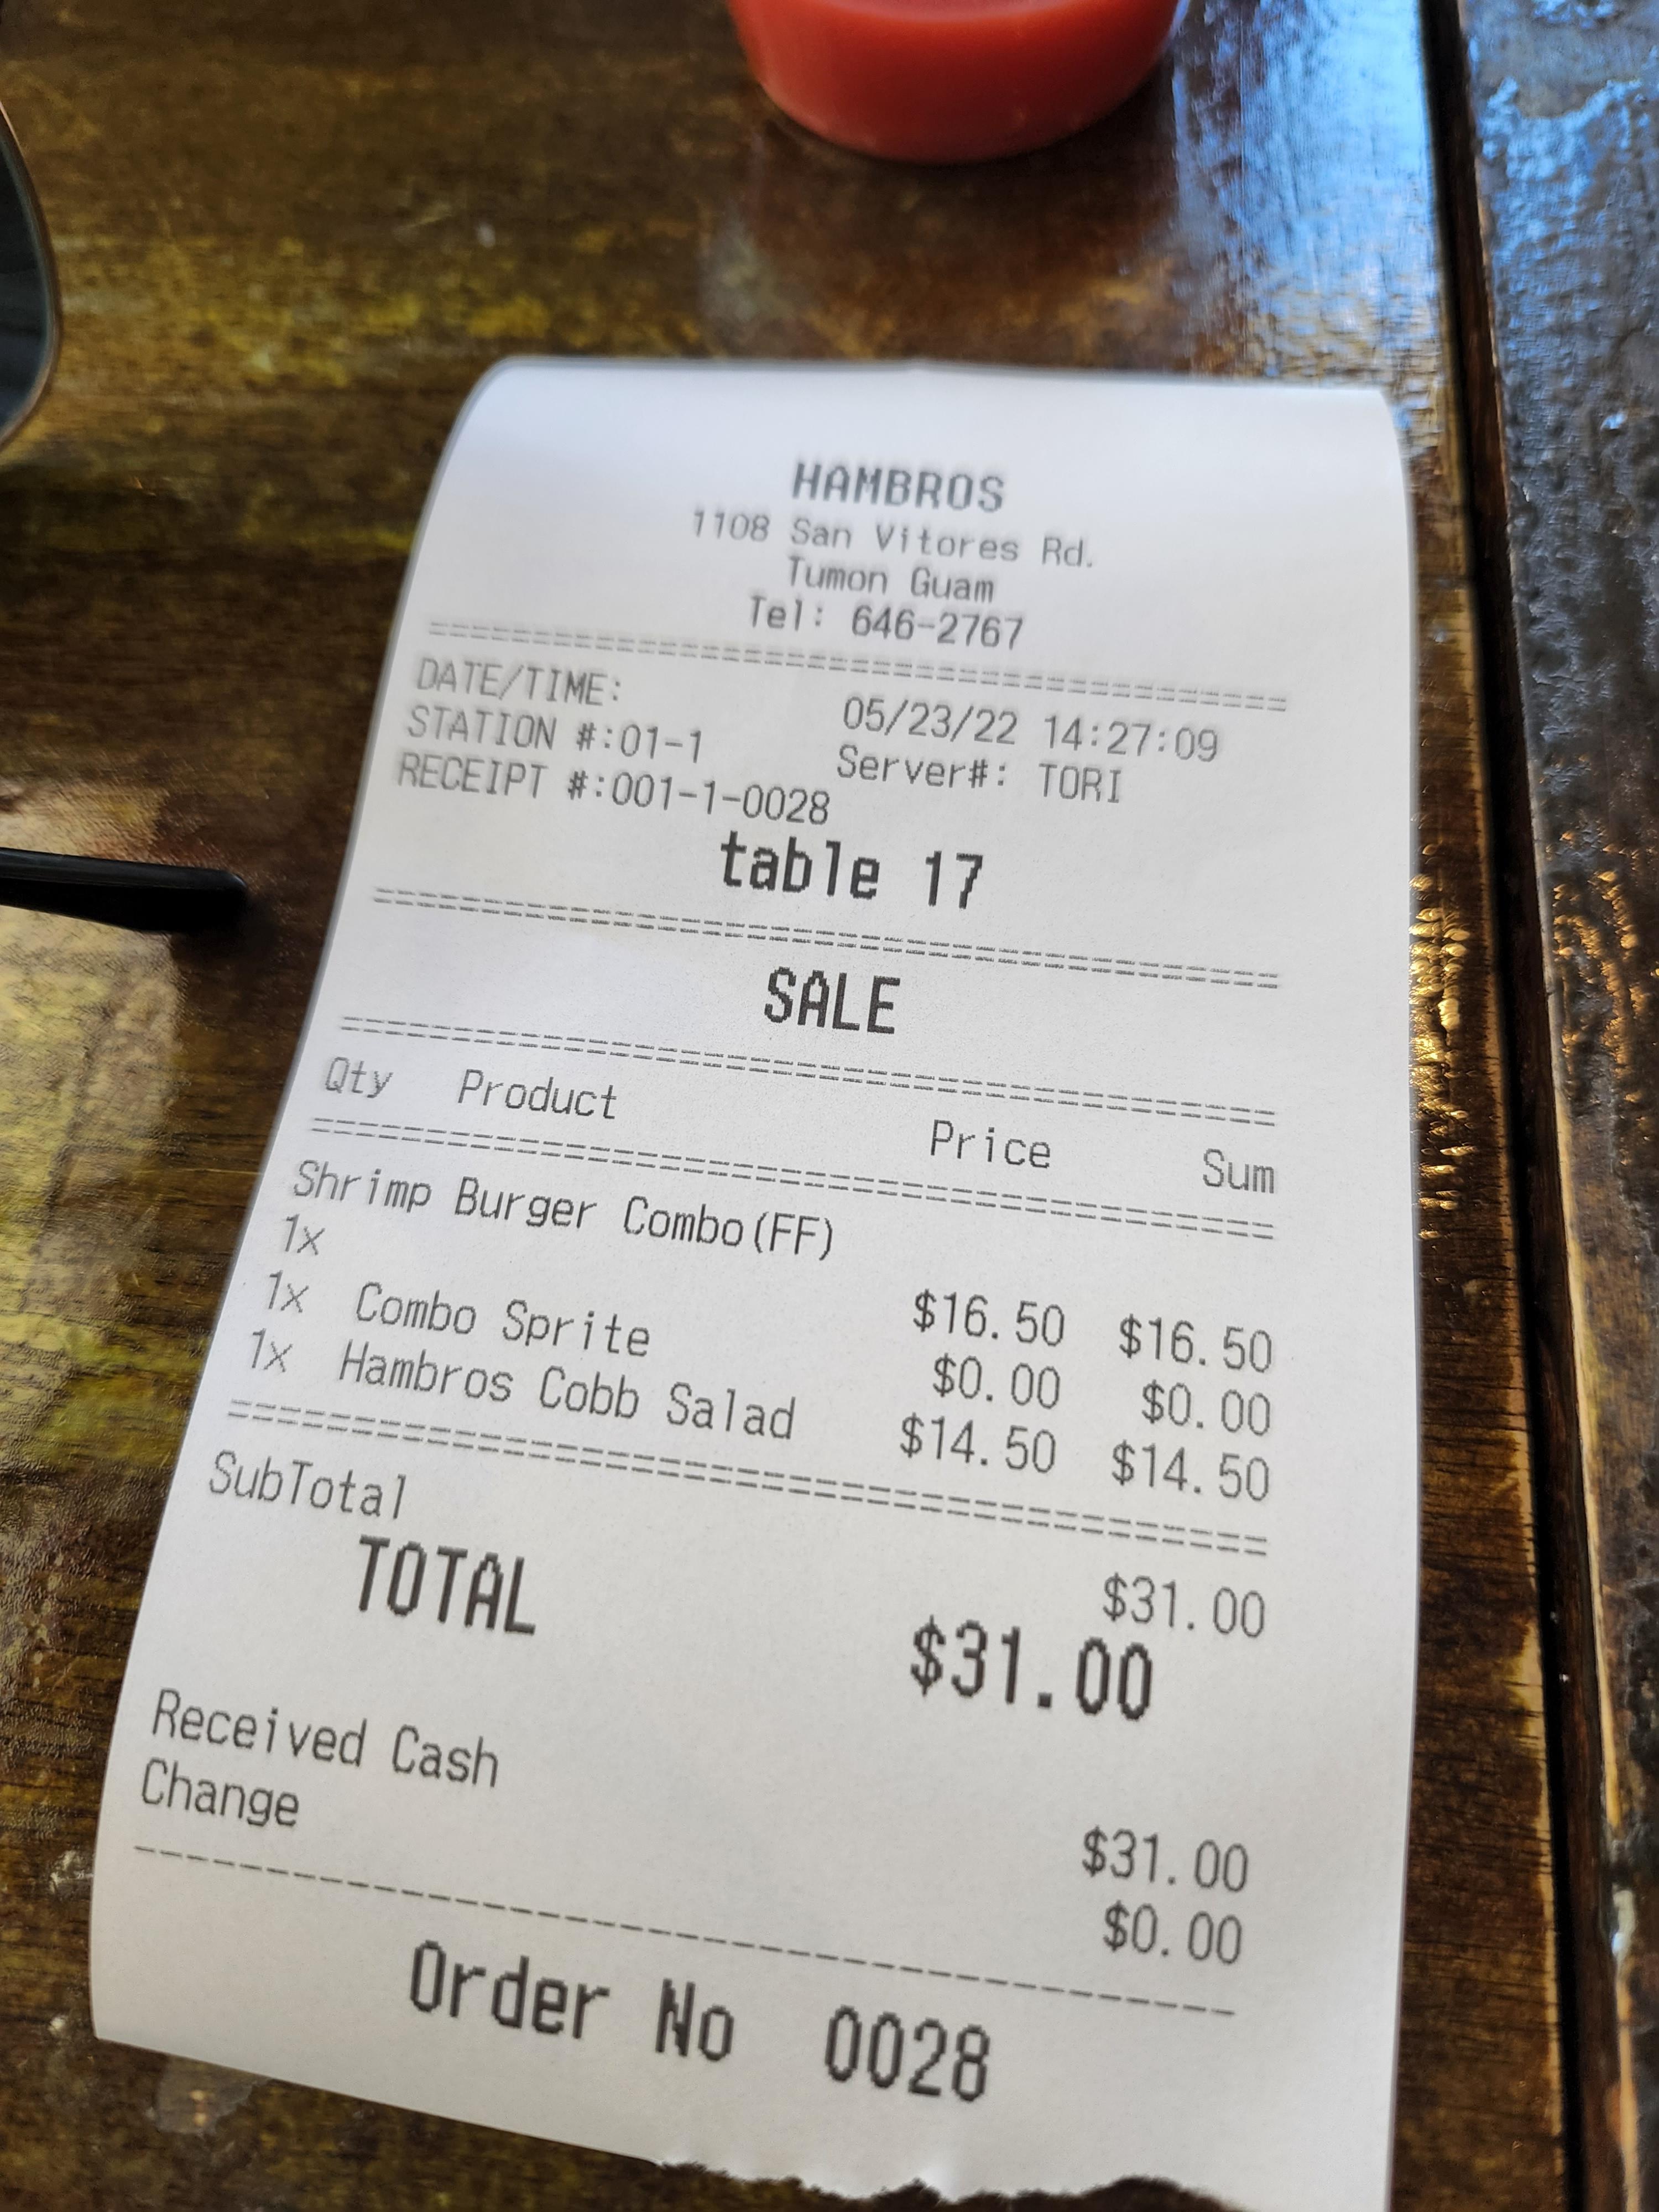 HAMBROS
1108 San Vitores Rd.
Tumon Guam
Tel: 646-2767
==========================================
DATE/TIME: 05/23/22 14:27:09
STATION #:01-1 Server#: TORI
RECEIPT #:001-1-0028
table 17
==========================================
SALE
==========================================
Qty Product Price Sum
==========================================
Shrimp Burger Combo(FF)
1x $16.50 $16.50
1x Combo Sprite $0.00 $0.00
1x Hambros Cobb Salad $14.50 $14.50
==========================================
SubTotal $31.00
TOTAL $31.00
Received Cash $31.00
Change $0.00
------------------------------------------
Order No 0028